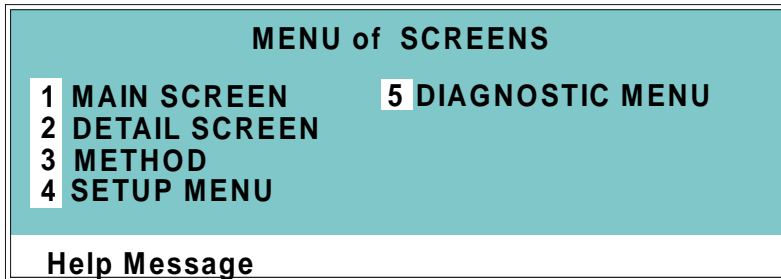 MENU of SCREENS
1 MAIN SCREEN
2 DETAIL SCREEN
3 METHOD
4 SETUP MENU
5 DIAGNOSTIC MENU
Help Message